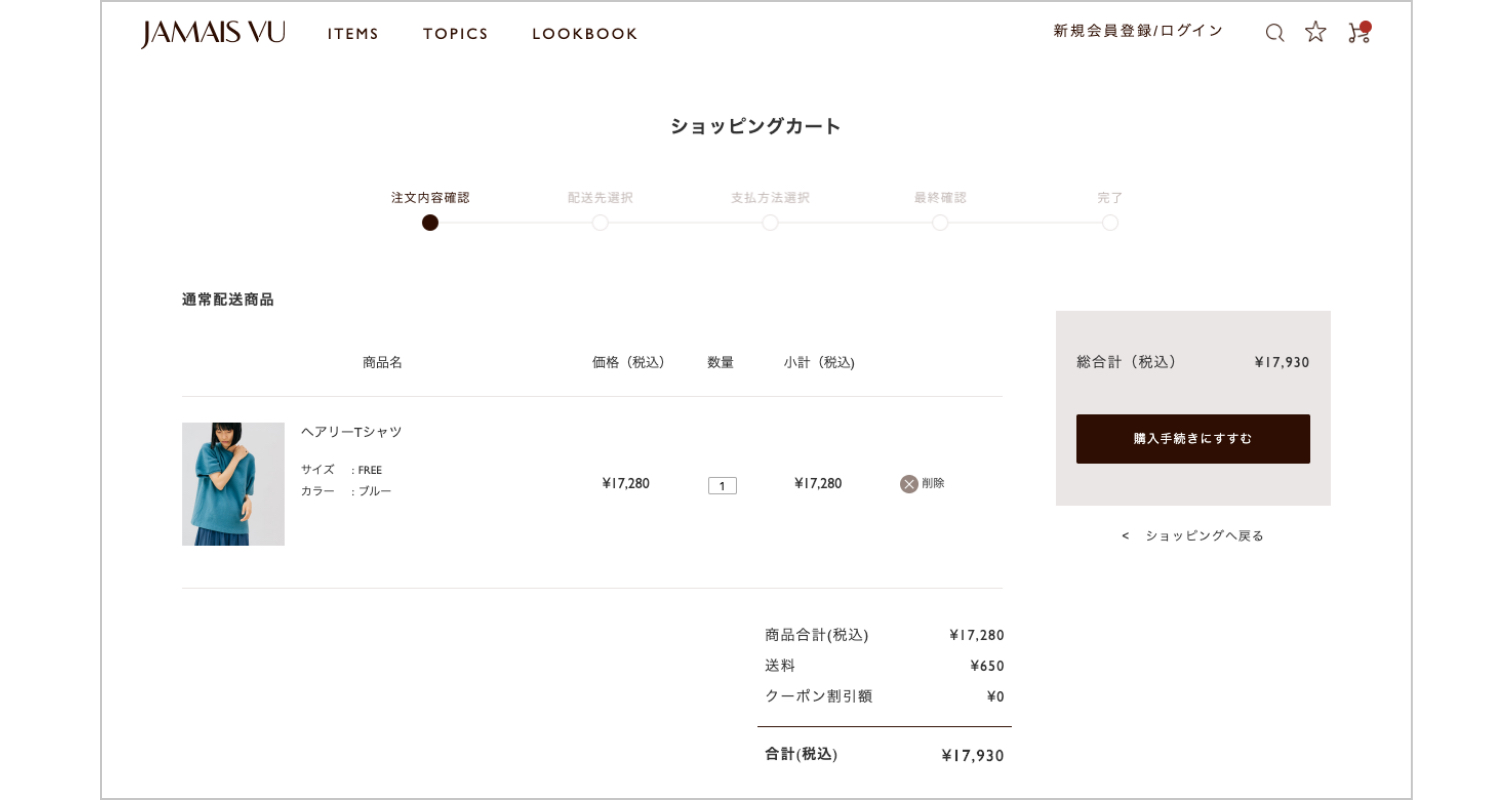 JAMAIS VU ITEMS TOPICS LOOKBOOK 新規会員登録/ログイン
ショッピングカート
注文内容確認 配送先選択 支払方法選択 最終確認 完了
通常配送商品
商品名 価格（税込） 数量 小計（税込)
ヘアリーTシャツ
サイズ : FREE
カラー : ブルー
¥17,280 1 ¥17,280 削除
商品合計(税込) ¥17,280
送料 ¥650
クーポン割引額 ¥0
合計(税込) ¥17,930
総合計（税込） ¥17,930
購入手続きにすすむ
< ショッピングへ戻る